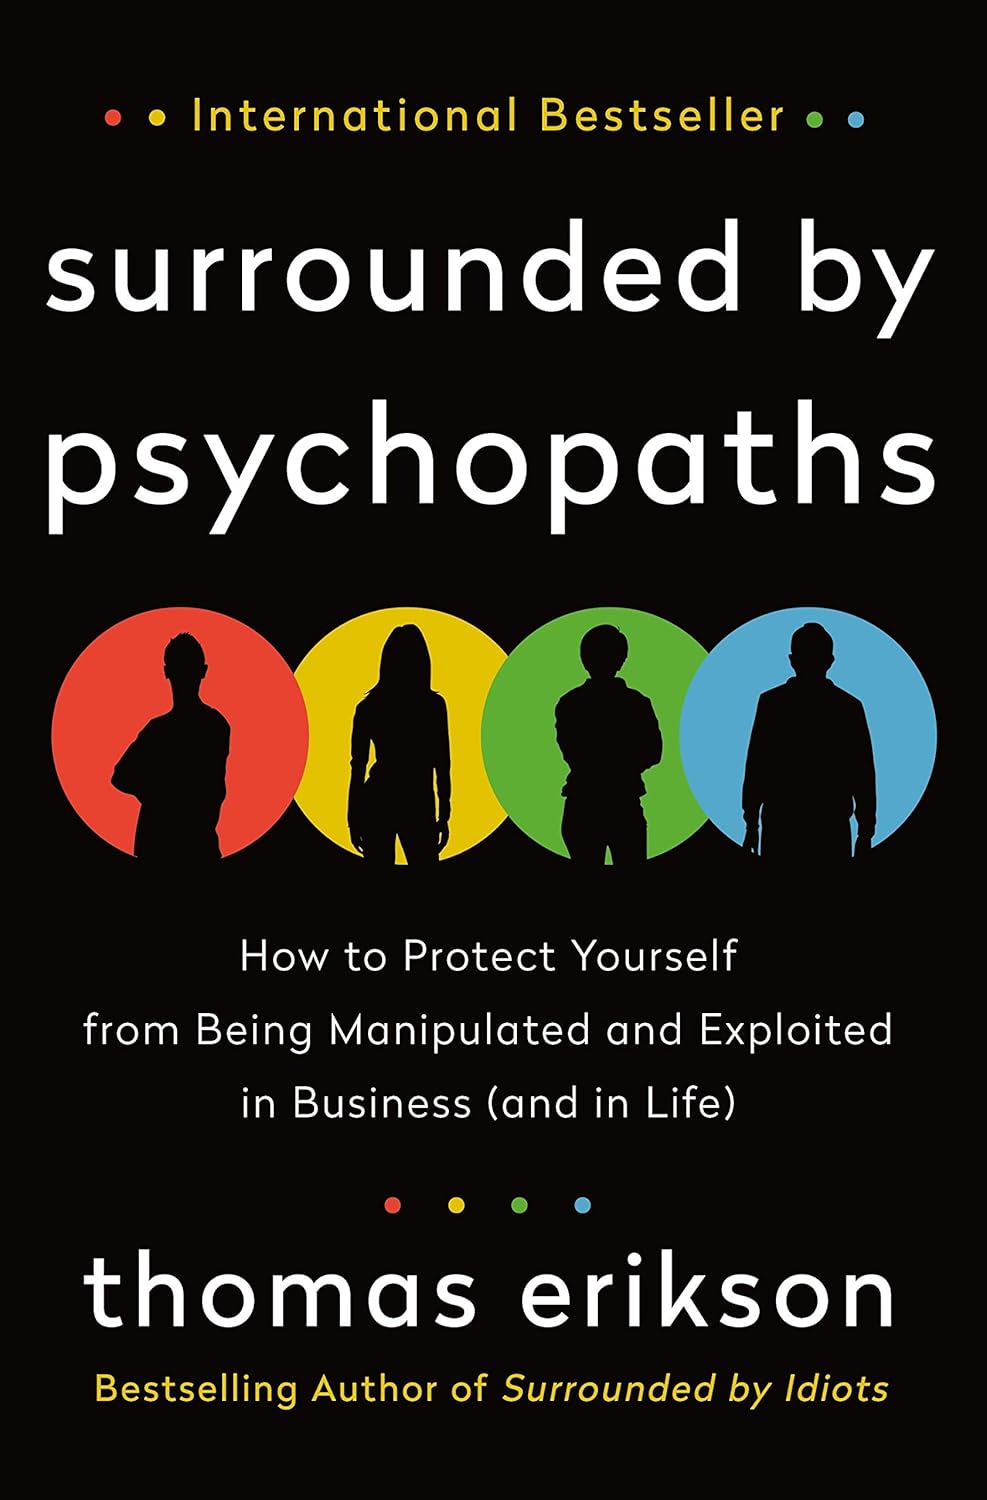 International Bestseller
surrounded by
psychopaths
How to Protect Yourself
from Being Manipulated and Exploited
in Business (and in Life)
thomas erikson
Bestselling Author of Surrounded by Idiots